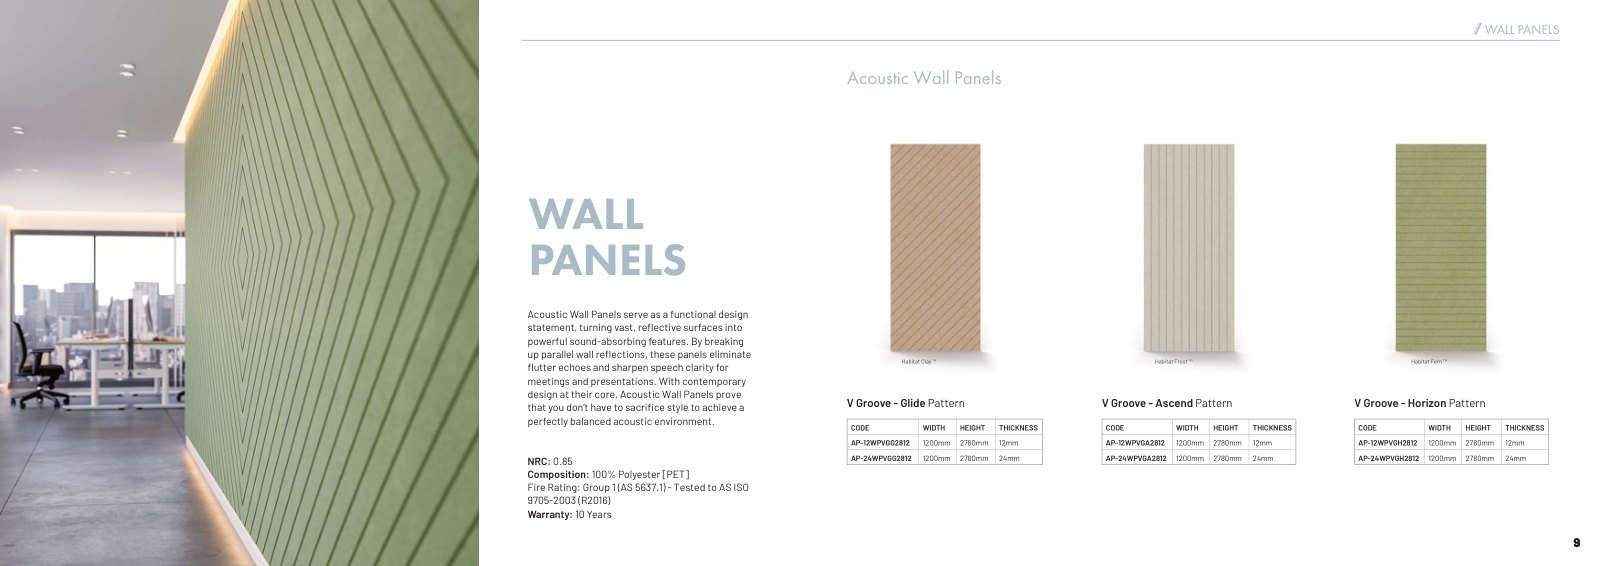 // WALL PANELS
WALL
PANELS
Acoustic Wall Panels serve as a functional design
statement, turning vast, reflective surfaces into
powerful sound-absorbing features. By breaking
up parallel wall reflections, these panels eliminate
flutter echoes and sharpen speech clarity for
meetings and presentations. With contemporary
design at their core, Acoustic Wall Panels prove
that you don't have to sacrifice style to achieve a
perfectly balanced acoustic environment.
NRC: 0.85
Composition: 100% Polyester [PET]
Fire Rating: Group 1 (AS 5637.1) - Tested to AS ISO
9705-2003 (R2016)
Warranty: 10 Years
Acoustic Wall Panels
Habitat Clay™
V Groove - Glide Pattern
CODE WIDTH HEIGHT THICKNESS
AP-12WPVGG2812 1200mm 2780mm 12mm
AP-24WPVGG2812 1200mm 2780mm 24mm
Habitat Frost™
V Groove - Ascend Pattern
CODE WIDTH HEIGHT THICKNESS
AP-12WPVGA2812 1200mm 2780mm 12mm
AP-24WPVGA2812 1200mm 2780mm 24mm
Habitat Fern™
V Groove - Horizon Pattern
CODE WIDTH HEIGHT THICKNESS
AP-12WPVGH2812 1200mm 2780mm 12mm
AP-24WPVGH2812 1200mm 2780mm 24mm
9